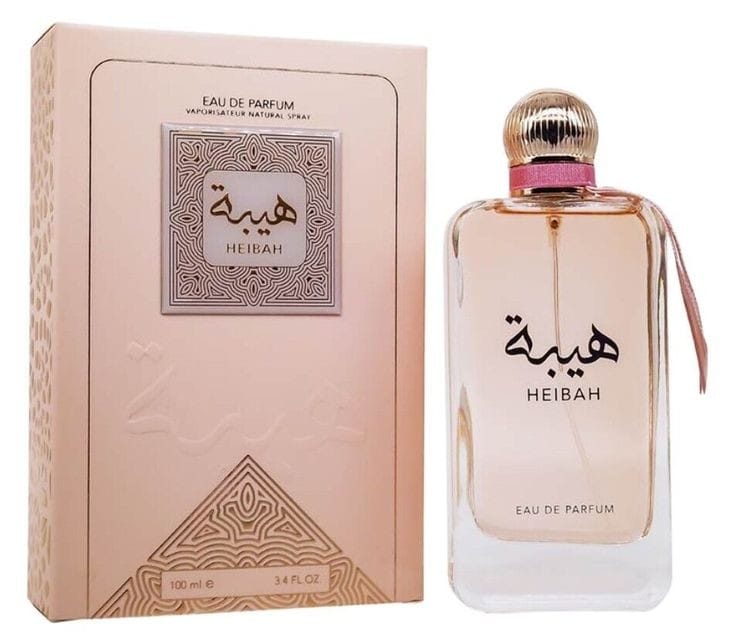 EAU DE PARFUM
VAPORISATEUR NATURAL SPRAY
هيبة
HEIBAH
هيبة
100 ml e
3.4 FL.OZ.
هيبة
HEIBAH
EAU DE PARFUM